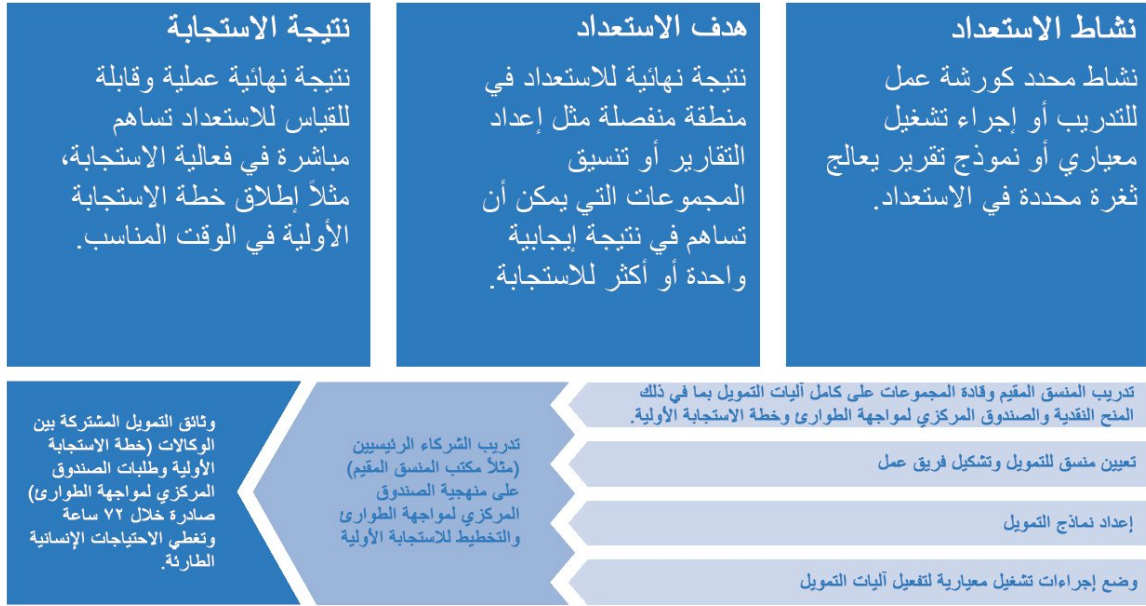 نشاط الاستعداد
نشاط محدد كورشة عمل
للتدريب أو إجراء تشغيل
معياري أو نموذج تقرير يعالج
ثغرة محددة في الاستعداد.
هدف الاستعداد
نتيجة نهائية للاستعداد في
منطقة منفصلة مثل إعداد
التقارير أو تنسيق
المجموعات التي يمكن أن
تساهم في نتيجة إيجابية
واحدة أو أكثر للاستجابة.
نتيجة الاستجابة
نتيجة نهائية عملية وقابلة
للقياس للاستعداد تساهم
مباشرة في فعالية الاستجابة،
مثلاً إطلاق خطة الاستجابة
الأولية في الوقت المناسب.
تدريب المنسق المقيم وقادة المجموعات على كامل آليات التمويل بما في ذلك
المنح النقدية والصندوق المركزي لمواجهة الطوارئ وخطة الاستجابة الأولية.
تعيين منسق للتمويل وتشكيل فريق عمل
إعداد نماذج التمويل
وضع إجراءات تشغيل معيارية لتفعيل آليات التمويل
تدريب الشركاء الرئيسيين
(مثلاً مكتب المنسق المقيم)
على منهجية الصندوق
المركزي لمواجهة الطوارئ
والتخطيط للاستجابة الأولية
وثائق التمويل المشتركة بين
الوكالات (خطة الاستجابة
الأولية وطلبات الصندوق
المركزي لمواجهة الطوارئ)
صادرة خلال ٧٢ ساعة
وتغطي الاحتياجات الإنسانية
الطارئة.